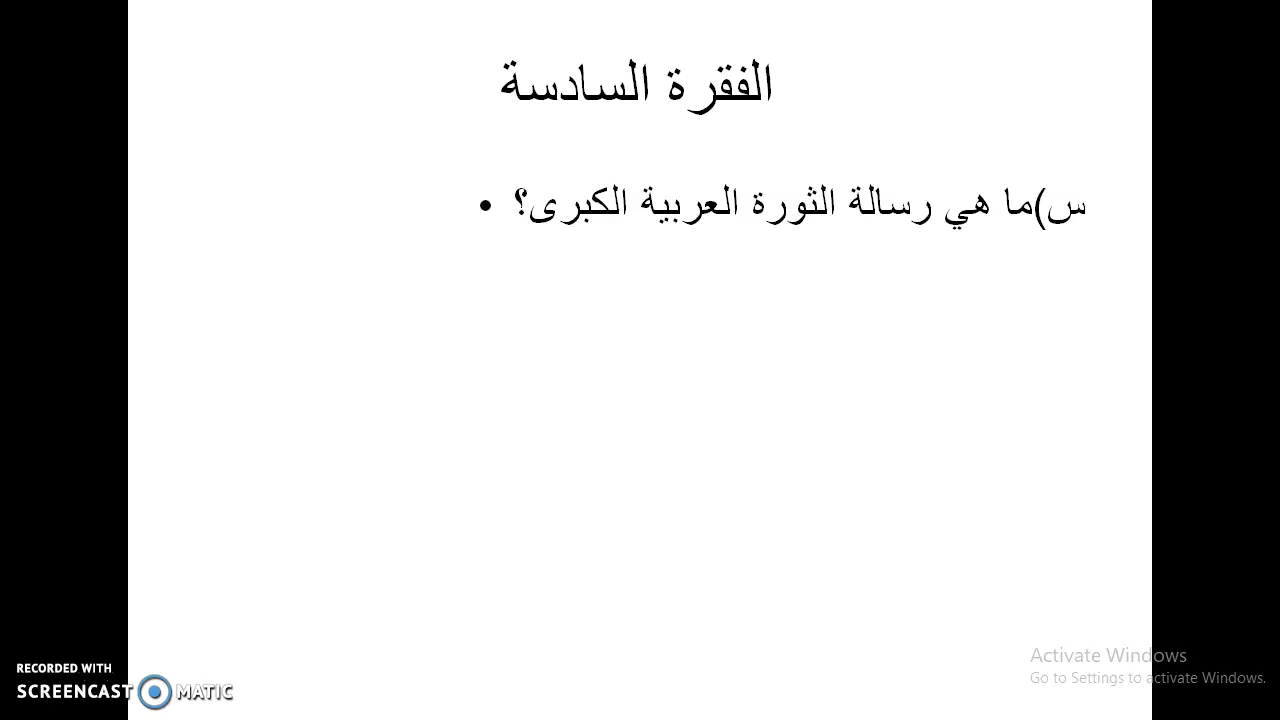 الفقرة السادسة
س)ما هي رسالة الثورة العربية الكبرى؟ •
Activate Windows
Go to Settings to activate Windows.
RECORDED WITH
SCREENCAST MATIC